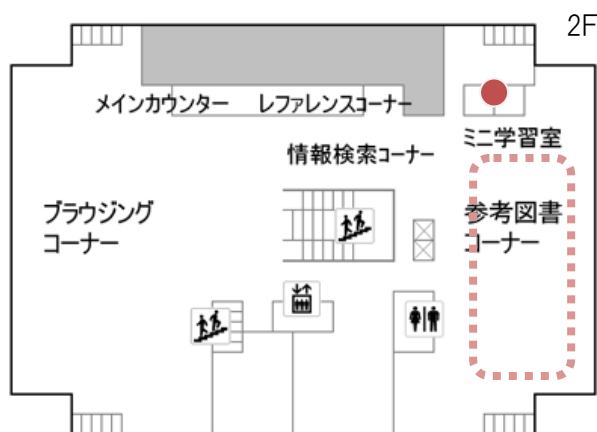 2F
メインカウンター
レファレンスコーナー
ミニ学習室
情報検索コーナー
ブラウジング
コーナー
参考図書
コーナー